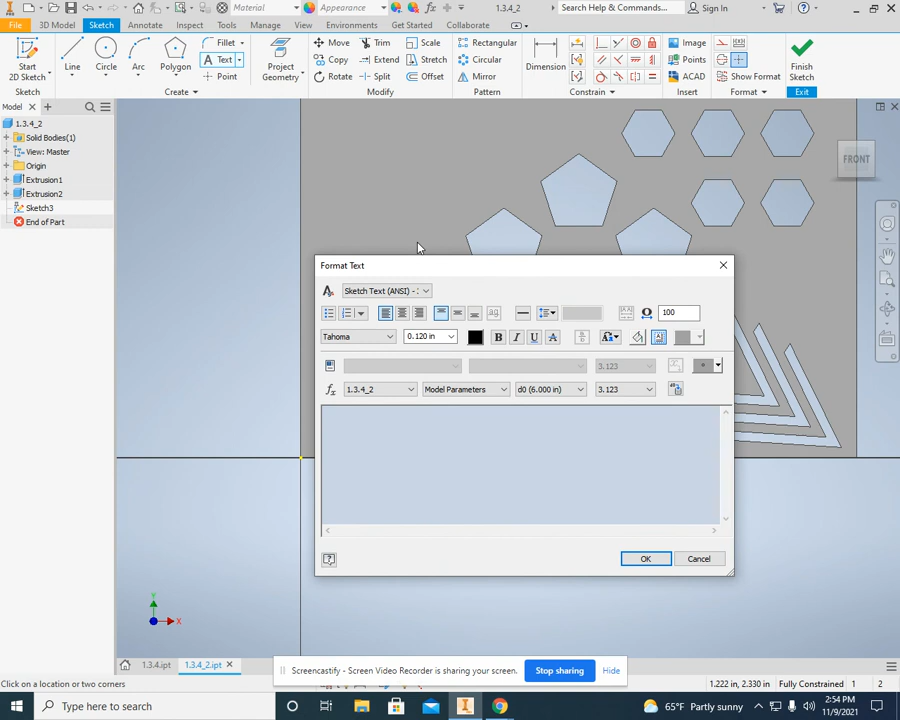 Material
Appearance
1.3.4_2
Search Help & Commands...
Sign In
File 3D Model Sketch Annotate Inspect Tools Manage View Environments Get Started Collaborate
Start 2D Sketch
Line
Circle
Arc
Polygon
Fillet
Text
Point
Project Geometry
Move
Copy
Rotate
Trim
Extend
Split
Scale
Stretch
Offset
Rectangular
Circular
Mirror
Dimension
Image
Points
ACAD
Show Format
Finish Sketch
Sketch Create Modify Pattern Constrain Insert Format Exit
Model
1.3.4_2
Solid Bodies(1)
View: Master
Origin
Extrusion1
Extrusion2
Sketch3
End of Part
FRONT
Format Text
Sketch Text (ANSI) -
100
Tahoma 0.120 in B I U A
3.123
fx 1.3.4_2 Model Parameters d0 (6.000 in) 3.123
OK Cancel
Y
X
1.3.4.ipt 1.3.4_2.ipt
Screencastify - Screen Video Recorder is sharing your screen. Stop sharing Hide
Click on a location or two corners
1.222 in, 2.330 in Fully Constrained 1 2
Type here to search
65°F Partly sunny
2:54 PM
11/9/2021